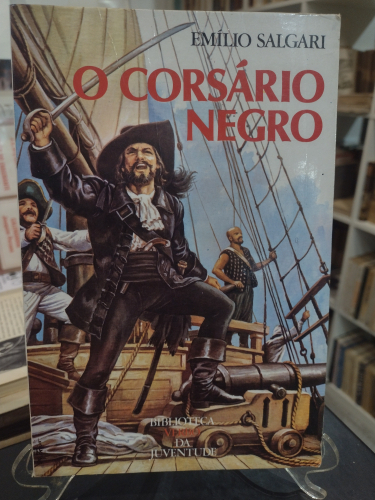 EMÍLIO SALGARI
O CORSÁRIO
NEGRO
BIBLIOTECA
DA
JUVENTUDE